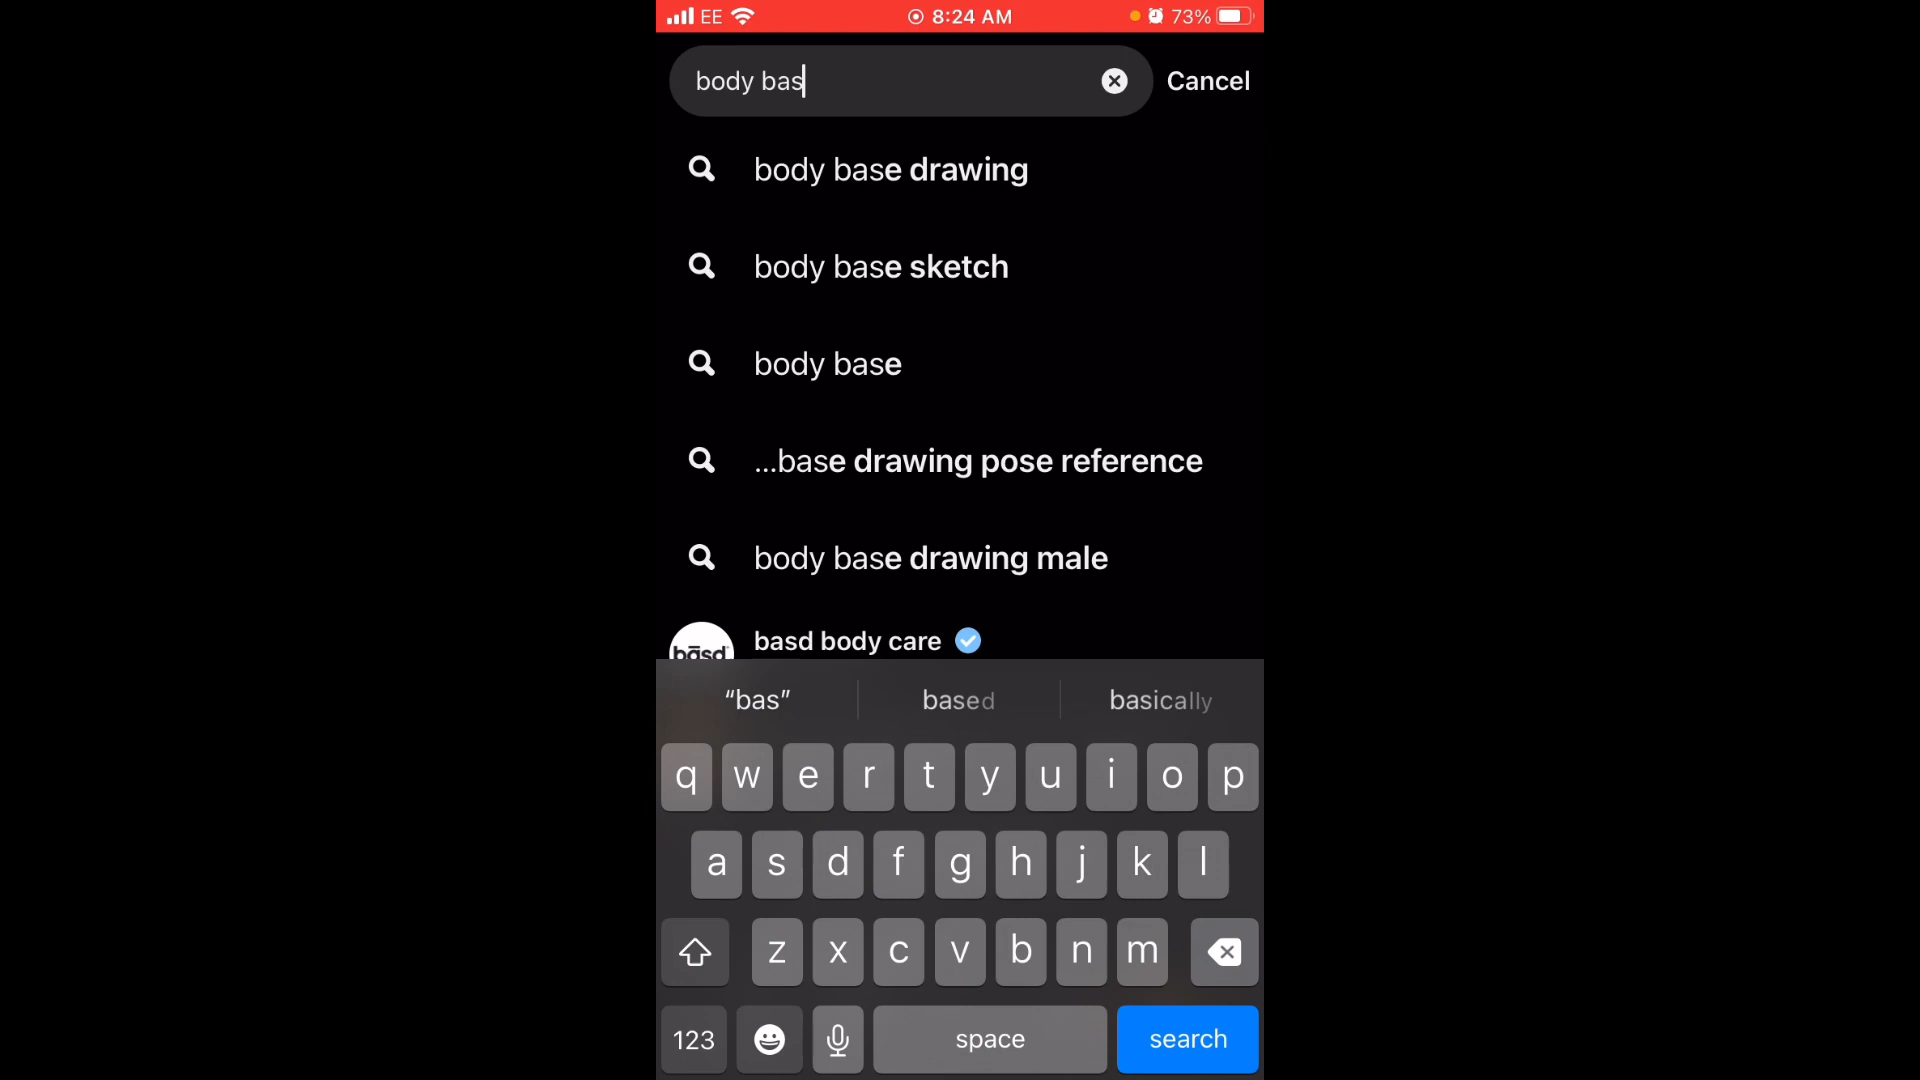 EE 8:24 AM 73%
body bas Cancel
body base drawing
body base sketch
body base
...base drawing pose reference
body base drawing male
basd body care
bāsd
“bas” based basically
q w e r t y u i o p
a s d f g h j k l
z x c v b n m
123 space search